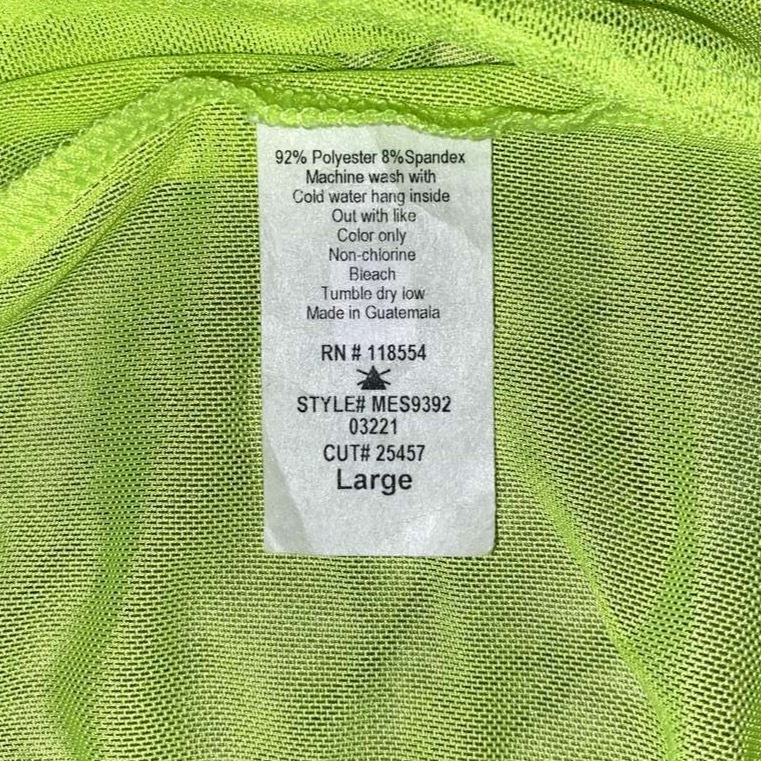 92% Polyester 8%Spandex
Machine wash with
Cold water hang inside
Out with like
Color only
Non-chlorine
Bleach
Tumble dry low
Made in Guatemala
RN # 118554
STYLE# MES9392
03221
CUT# 25457
Large